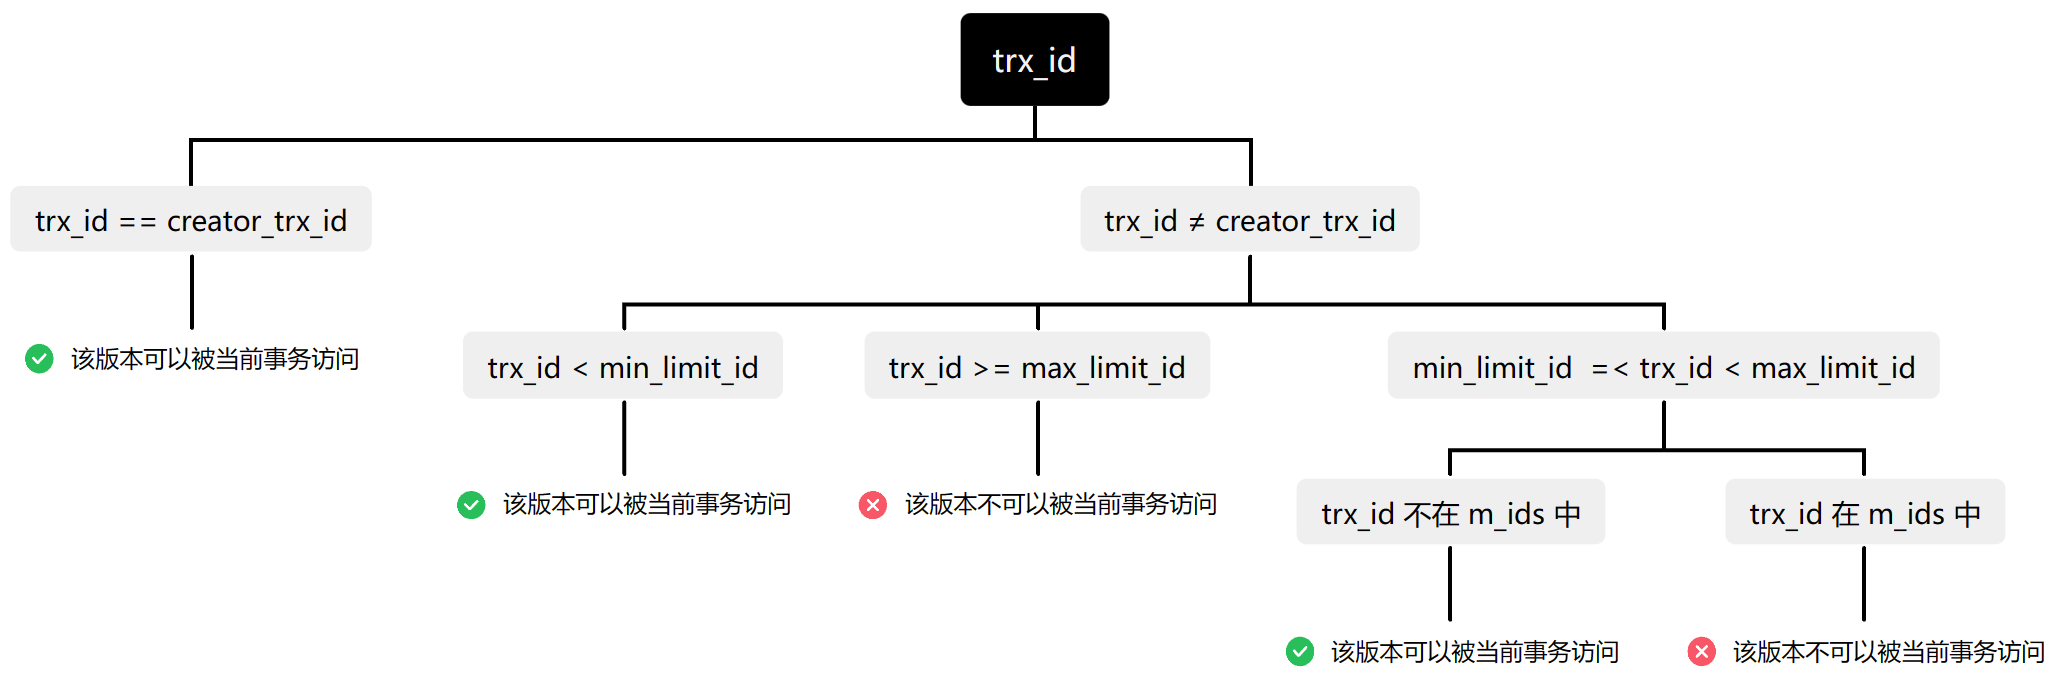 trx_id
trx_id == creator_trx_id
trx_id ≠ creator_trx_id
该版本可以被当前事务访问
trx_id < min_limit_id
trx_id >= max_limit_id
min_limit_id =< trx_id < max_limit_id
该版本可以被当前事务访问
该版本不可以被当前事务访问
trx_id 不在 m_ids 中
trx_id 在 m_ids 中
该版本可以被当前事务访问
该版本不可以被当前事务访问